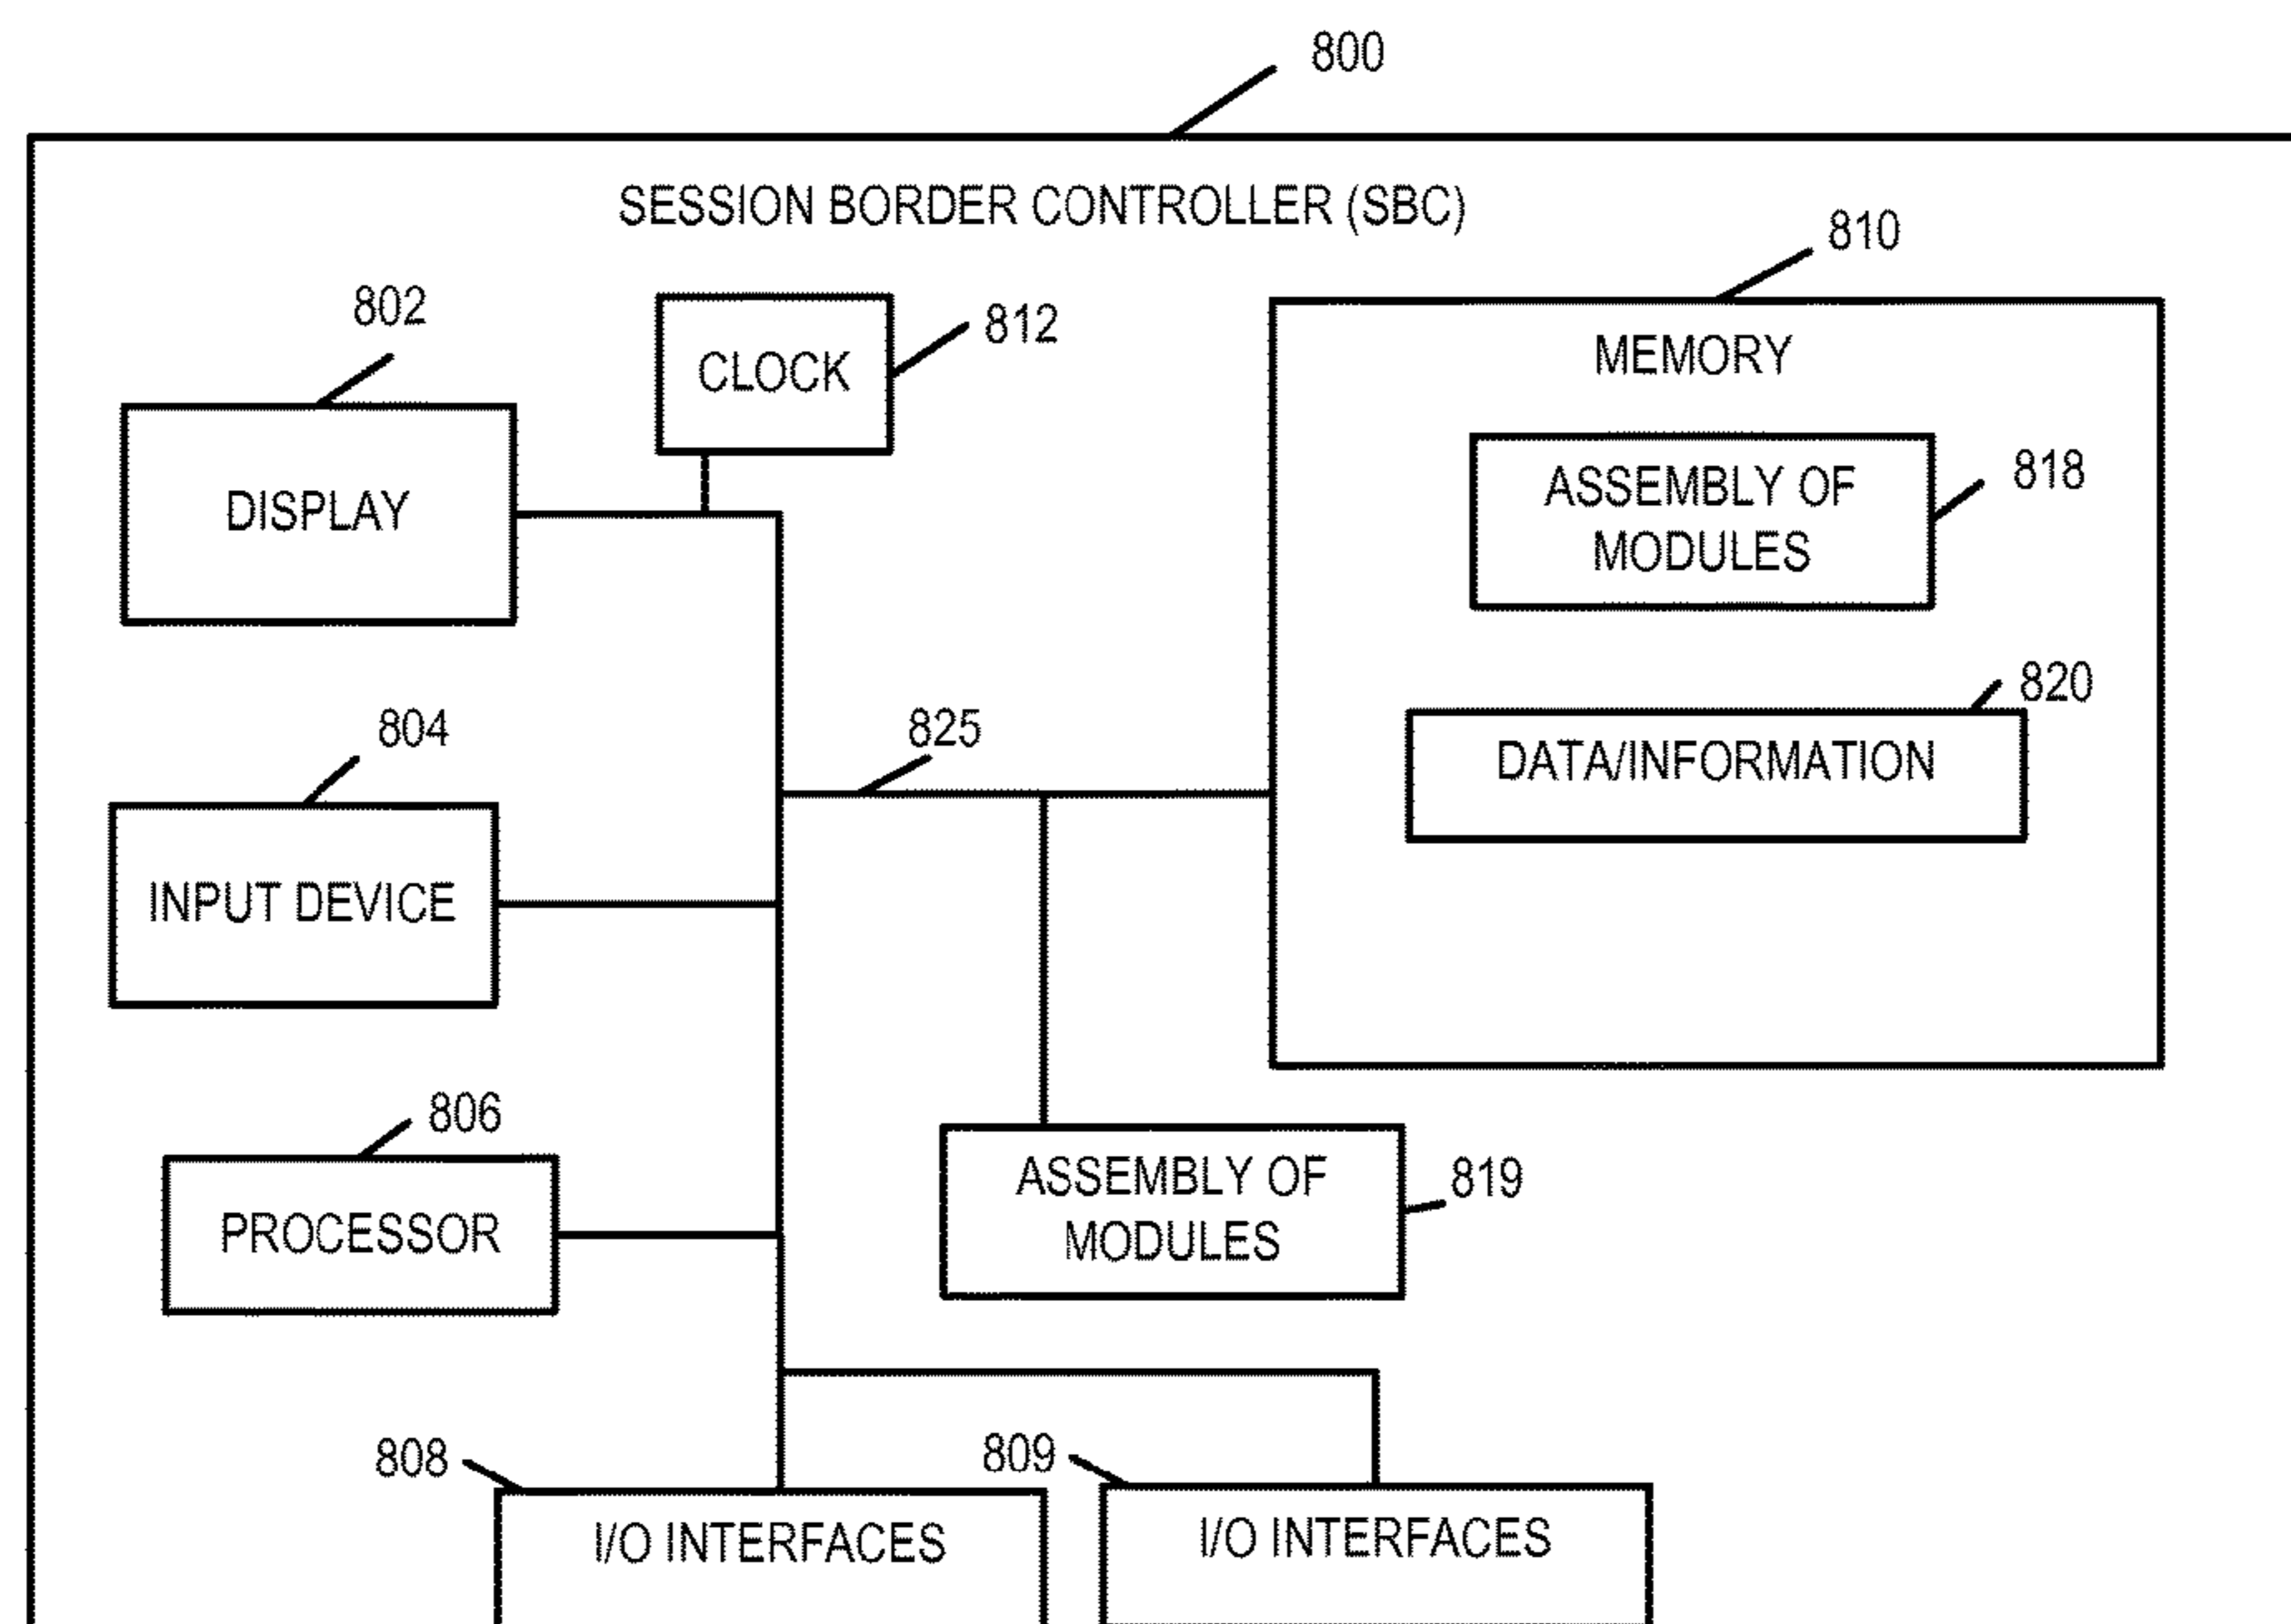 800
SESSION BORDER CONTROLLER (SBC)
810
802
812
CLOCK
MEMORY
DISPLAY
ASSEMBLY OF
MODULES
818
820
804
825
DATA/INFORMATION
INPUT DEVICE
806
PROCESSOR
ASSEMBLY OF
MODULES
819
808
809
I/O INTERFACES
I/O INTERFACES